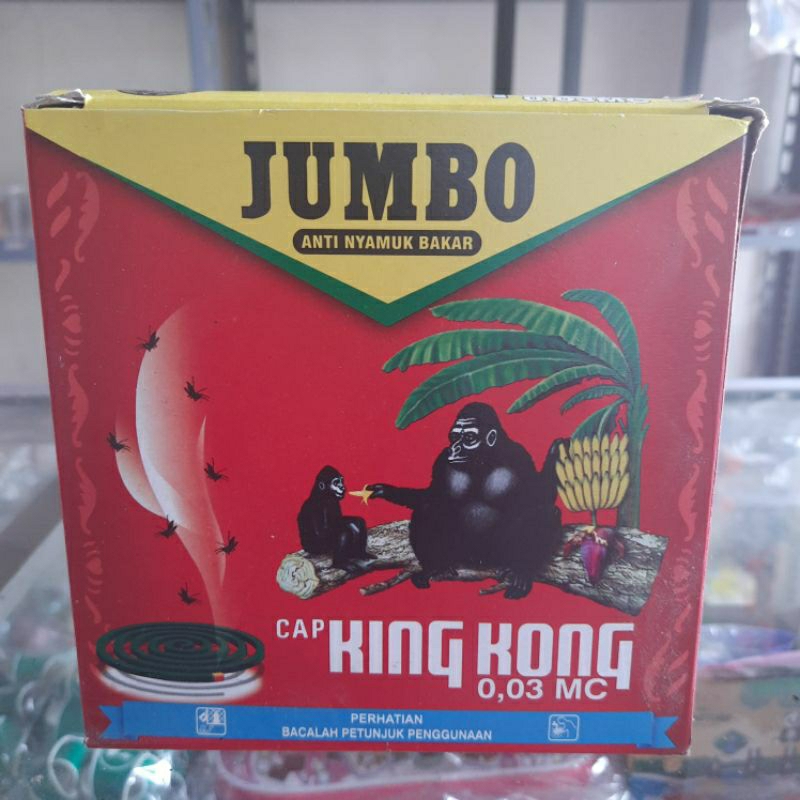 JUMBO
ANTI NYAMUK BAKAR
CAP KING KONG
0,03 MC
PERHATIAN
BACALAH PETUNJUK PENGGUNAAN